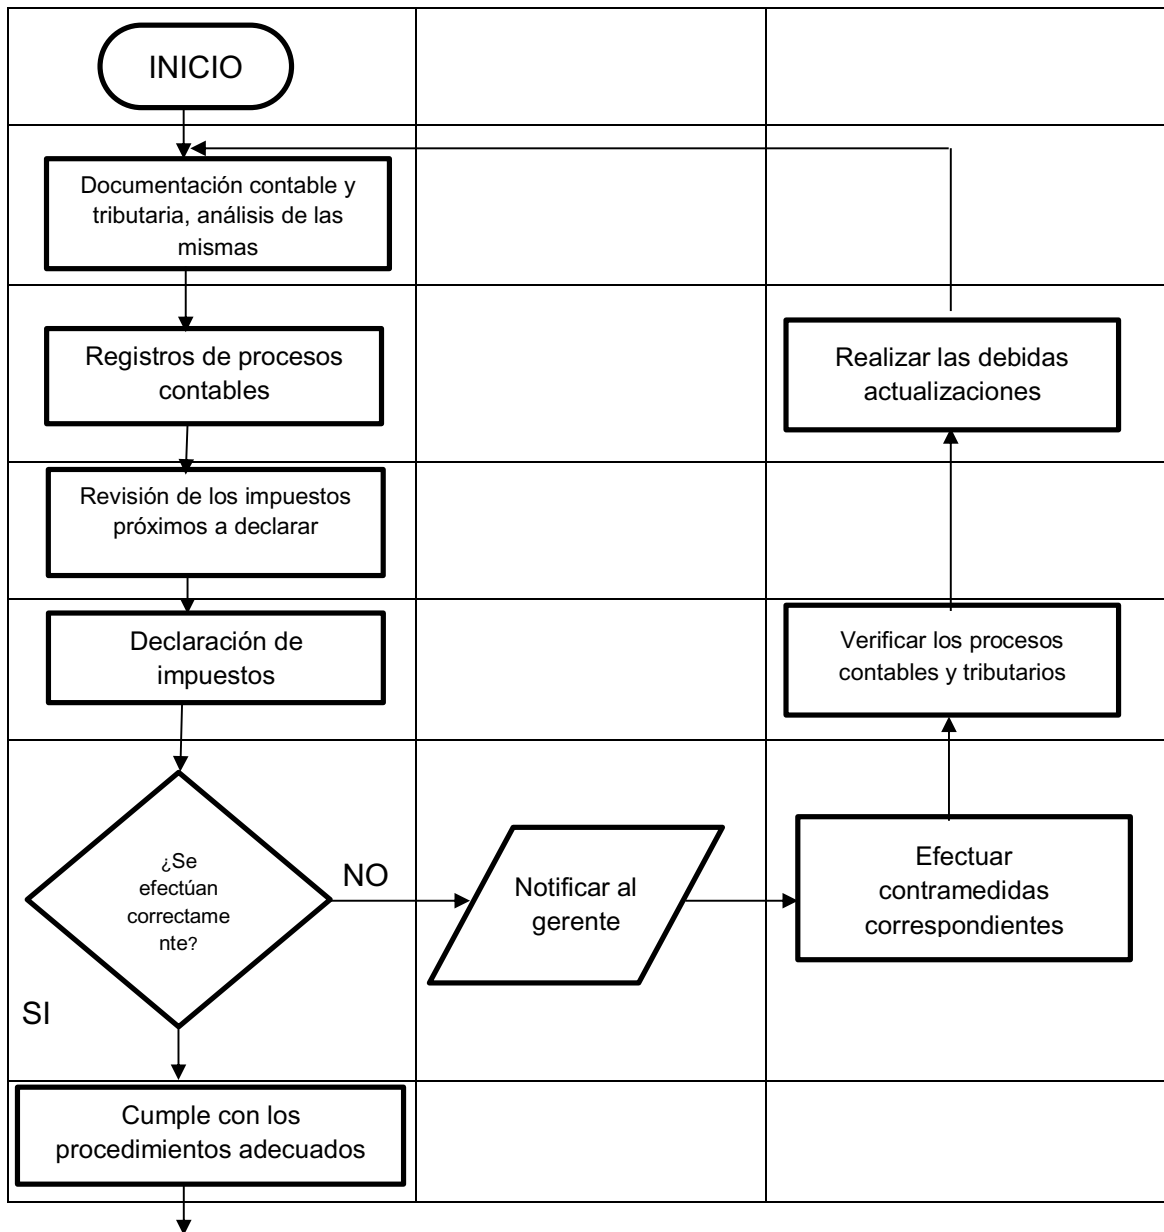 INICIO
Documentación contable y
tributaria, análisis de las
mismas
Registros de procesos
contables
Realizar las debidas
actualizaciones
Revisión de los impuestos
próximos a declarar
Declaración de
impuestos
Verificar los procesos
contables y tributarios
¿Se
efectúan
correctame
nte?
NO
SI
Notificar al
gerente
Efectuar
contramedidas
correspondientes
Cumple con los
procedimientos adecuados